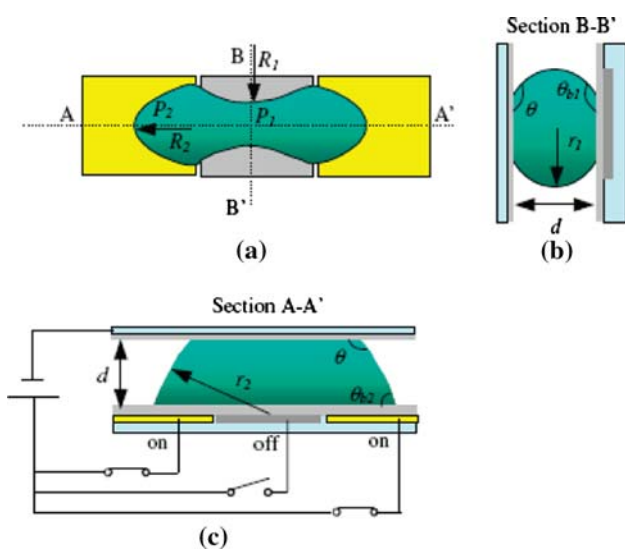 Section B-B'
B
R1
A
P2
P1
A'
R2
B'
(a)
θ
θb1
r1
d
(b)
Section A-A'
d
r2
θ
θb2
on
off
on
(c)